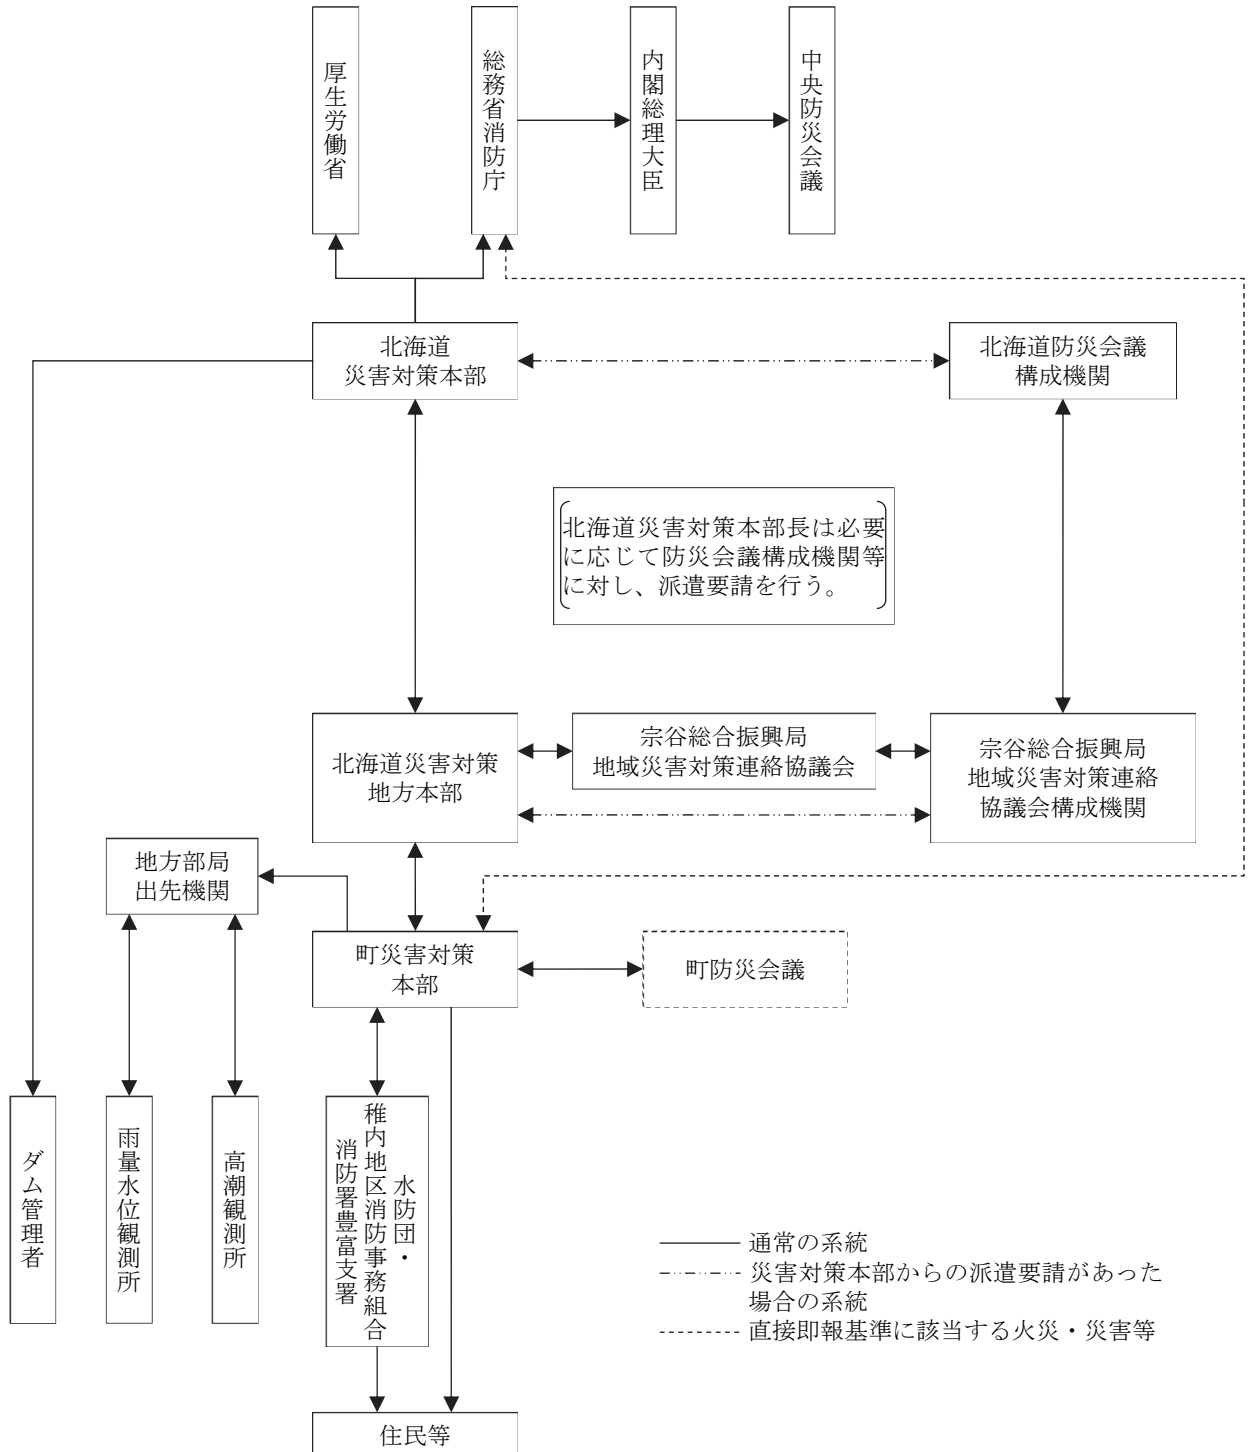 厚生労働省
総務省消防庁
内閣総理大臣
中央防災会議
北海道
災害対策本部
北海道防災会議
構成機関
北海道災害対策本部長は必要
に応じて防災会議構成機関等
に対し、派遣要請を行う。
北海道災害対策
地方本部
宗谷総合振興局
地域災害対策連絡協議会
宗谷総合振興局
地域災害対策連絡
協議会構成機関
地方部局
出先機関
町災害対策
本部
町防災会議
ダム管理者
雨量水位観測所
高潮観測所
水防団・
稚内地区消防事務組合
消防署豊富支署
通常の系統
災害対策本部からの派遣要請があった
場合の系統
直接即報基準に該当する火災・災害等
住民等